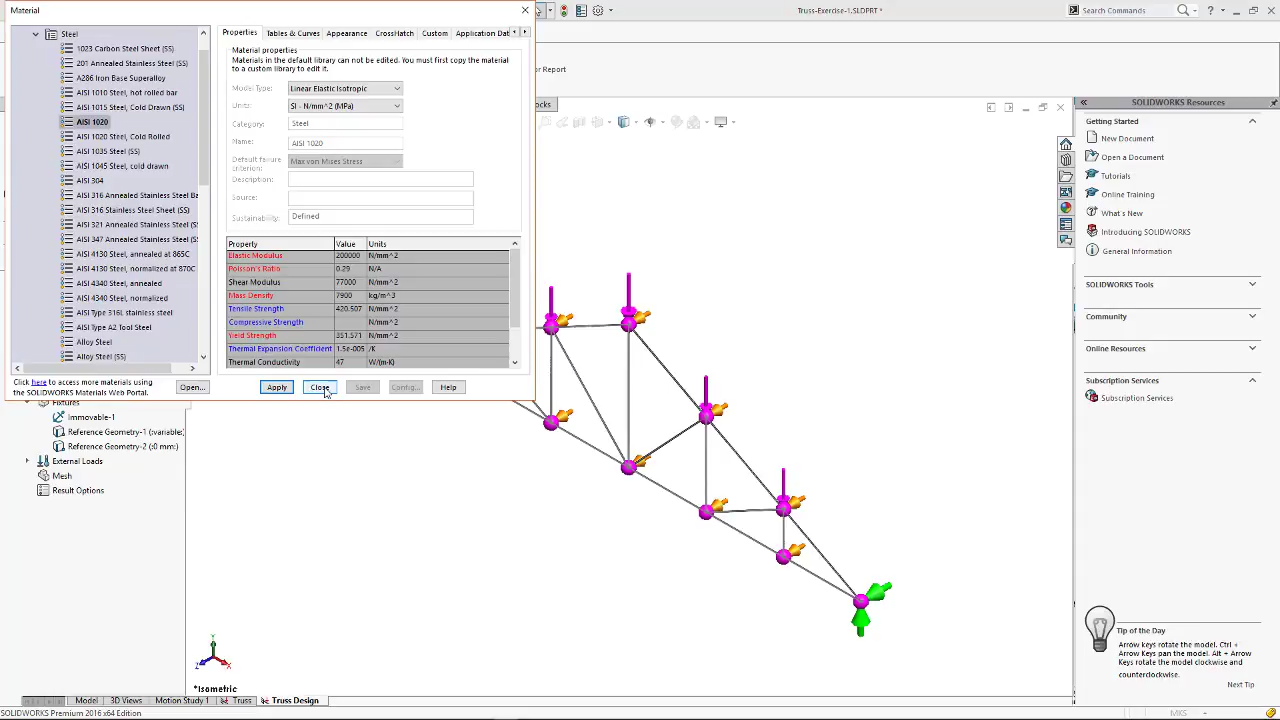 Material
Steel
1023 Carbon Steel Sheet (SS)
201 Annealed Stainless Steel (SS)
A286 Iron Base Superalloy
AISI 1010 Steel, hot rolled bar
AISI 1015 Steel, Cold Drawn (SS)
AISI 1020
AISI 1020 Steel, Cold Rolled
AISI 1035 Steel (SS)
AISI 1045 Steel, cold drawn
AISI 304
AISI 316 Annealed Stainless Steel Ba
AISI 316 Stainless Steel Sheet (SS)
AISI 321 Annealed Stainless Steel (S
AISI 347 Annealed Stainless Steel (S
AISI 4130 Steel, annealed at 865C
AISI 4130 Steel, normalized at 870C
AISI 4340 Steel, annealed
AISI 4340 Steel, normalized
AISI Type 316L stainless steel
AISI Type A2 Tool Steel
Alloy Steel
Alloy Steel (SS)
Click here to access more materials using
the SOLIDWORKS Materials Web Portal.
Open...
Properties
Tables & Curves
Appearance
CrossHatch
Custom
Application Dat
Material properties
Materials in the default library can not be edited. You must first copy the material
to a custom library to edit it.
Model Type:
Linear Elastic Isotropic
Units:
SI - N/mm^2 (MPa)
Category:
Steel
Name:
AISI 1020
Default failure
criterion:
Max von Mises Stress
Description:
Source:
Sustainability:
Defined
Property Value Units
Elastic Modulus 200000 N/mm^2
Poisson's Ratio 0.29 N/A
Shear Modulus 77000 N/mm^2
Mass Density 7900 kg/m^3
Tensile Strength 420.507 N/mm^2
Compressive Strength N/mm^2
Yield Strength 351.571 N/mm^2
Thermal Expansion Coefficient 1.5e-005 /K
Thermal Conductivity 47 W/(m·K)
Apply
Close
Save
Config...
Help
Fixtures
Immovable-1
Reference Geometry-1 (:variable:
Reference Geometry-2 (:0 mm:)
External Loads
Mesh
Result Options
Truss-Exercise-1.SLDPRT *
Search Commands
or Report
ocks
SOLIDWORKS Resources
Getting Started
New Document
Open a Document
Tutorials
Online Training
What's New
Introducing SOLIDWORKS
General Information
SOLIDWORKS Tools
Community
Online Resources
Subscription Services
Subscription Services
Tip of the Day
Arrow keys rotate the model. Ctrl +
Arrow Keys pan the model. Alt + Arrow
Keys rotate the model clockwise and
counterclockwise.
Next Tip
Y
Z
X
*Isometric
Model
3D Views
Motion Study 1
Truss
Truss Design
SOLIDWORKS Premium 2016 x64 Edition
MKS